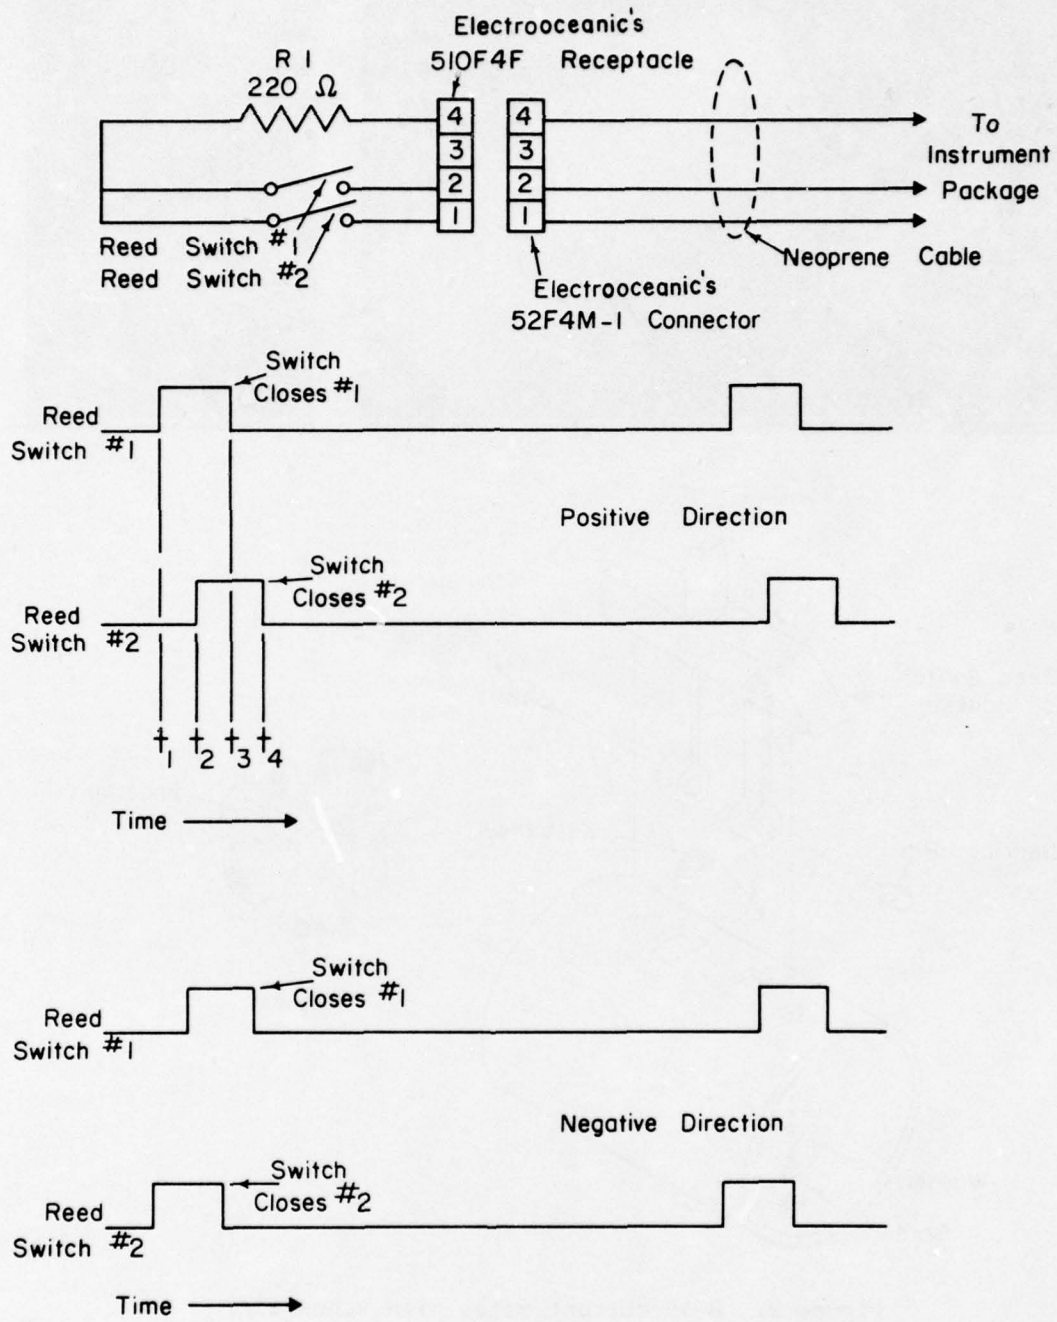 Electrooceanic's
510F4F Receptacle
R 1
220 Ω
4
3
2
1
4
3
2
1
To
Instrument
Package
Reed Switch #1
Reed Switch #2
Neoprene Cable
Electrooceanic's
52F4M-1 Connector
Switch
Closes #1
Reed
Switch #1
Positive Direction
Switch
Closes #2
Reed
Switch #2
t1 t2 t3 t4
Time
Switch
Closes #1
Reed
Switch #1
Negative Direction
Switch
Closes #2
Reed
Switch #2
Time